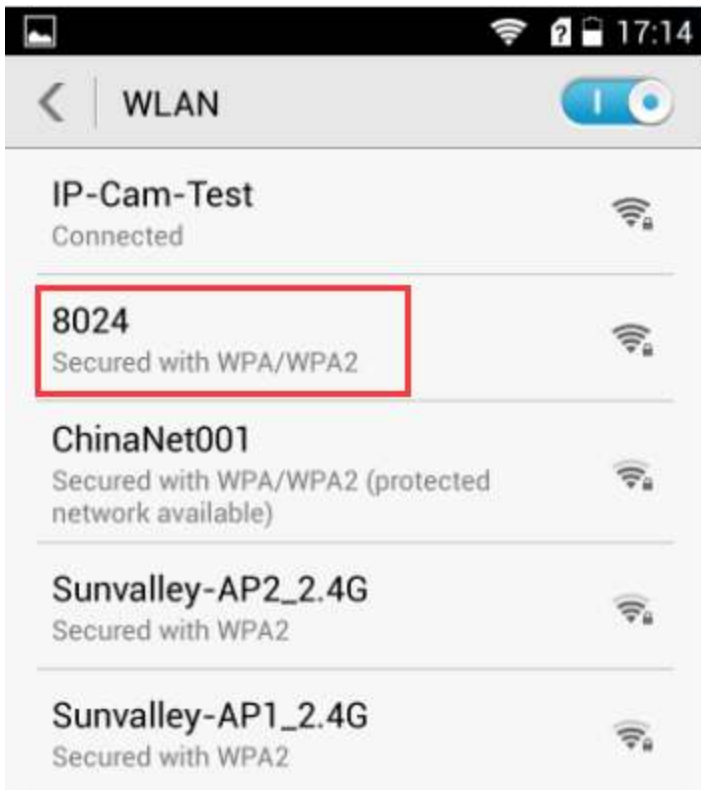 17:14
WLAN
IP-Cam-Test
Connected
8024
Secured with WPA/WPA2
ChinaNet001
Secured with WPA/WPA2 (protected
network available)
Sunvalley-AP2_2.4G
Secured with WPA2
Sunvalley-AP1_2.4G
Secured with WPA2